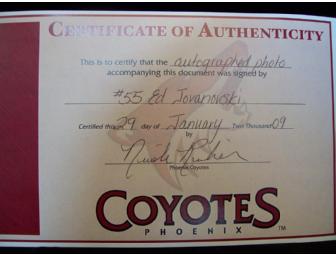 CERTIFICATE OF AUTHENTICITY
This is to certify that the autographed photo
accompanying this document was signed by
#55 Ed Jovanovski
Certified this 29 day of January Two Thousand 09
by
Phoenix Coyotes
COYOTES
PHOENIX TM